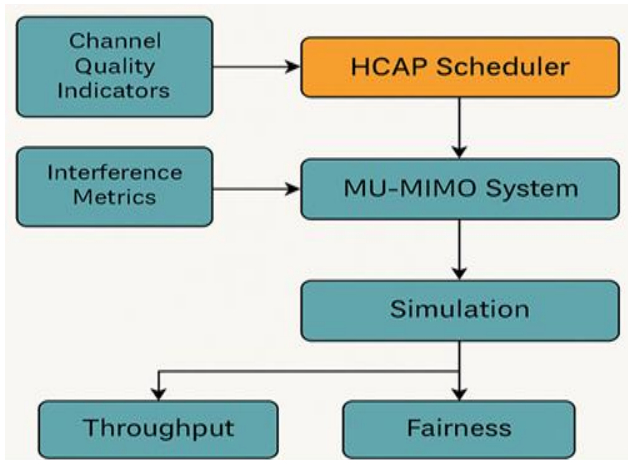 Channel
Quality
Indicators
HCAP Scheduler
Interference
Metrics
MU-MIMO System
Simulation
Throughput
Fairness